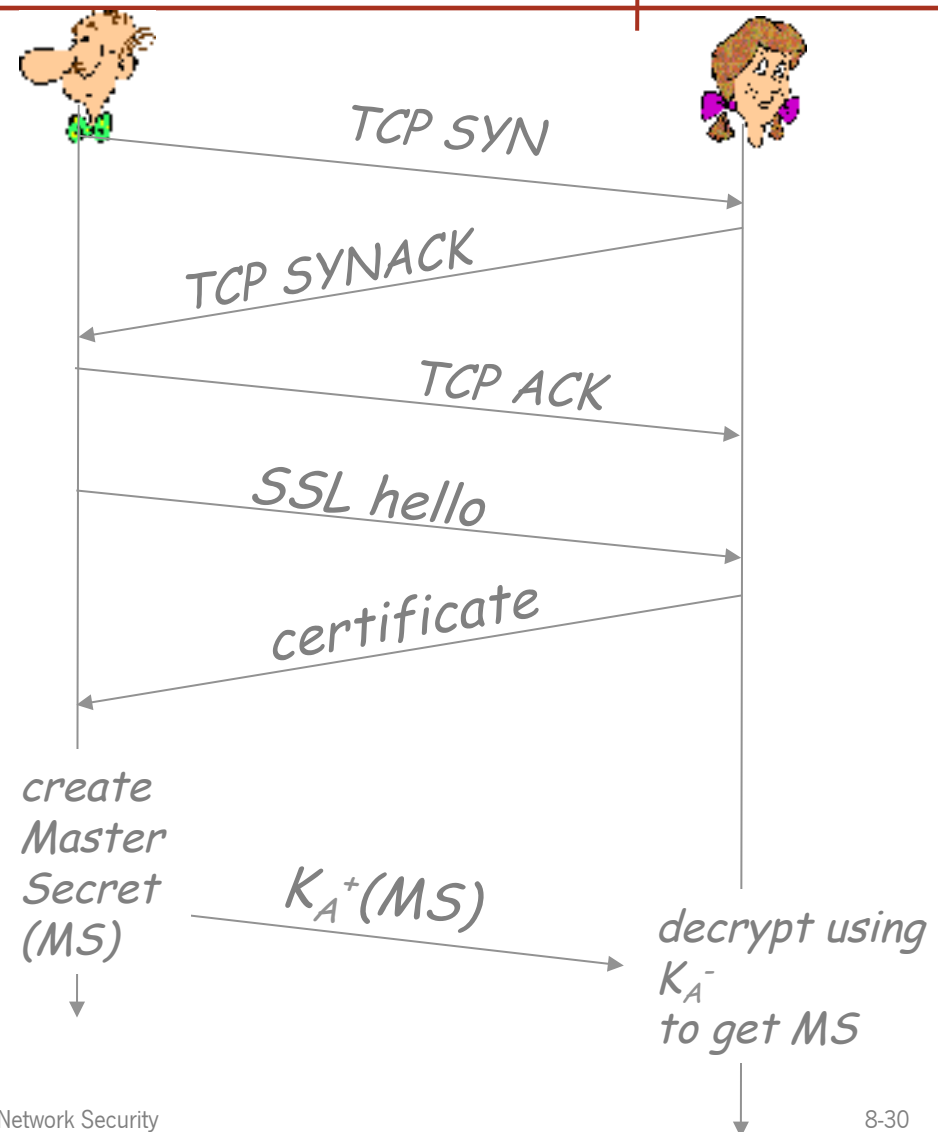 TCP SYN
TCP SYNACK
TCP ACK
SSL hello
certificate
create
Master
Secret
(MS)
K_A^+(MS)
decrypt using
K_A^-
to get MS
Network Security
8-30